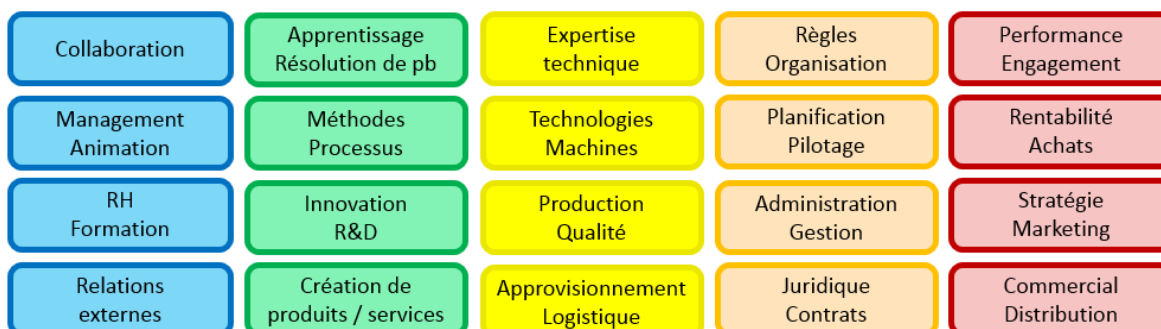 Collaboration
Apprentissage
Résolution de pb
Expertise
technique
Règles
Organisation
Performance
Engagement
Management
Animation
Méthodes
Processus
Technologies
Machines
Planification
Pilotage
Rentabilité
Achats
RH
Formation
Innovation
R&D
Production
Qualité
Administration
Gestion
Stratégie
Marketing
Relations
externes
Création de
produits / services
Approvisionnement
Logistique
Juridique
Contrats
Commercial
Distribution